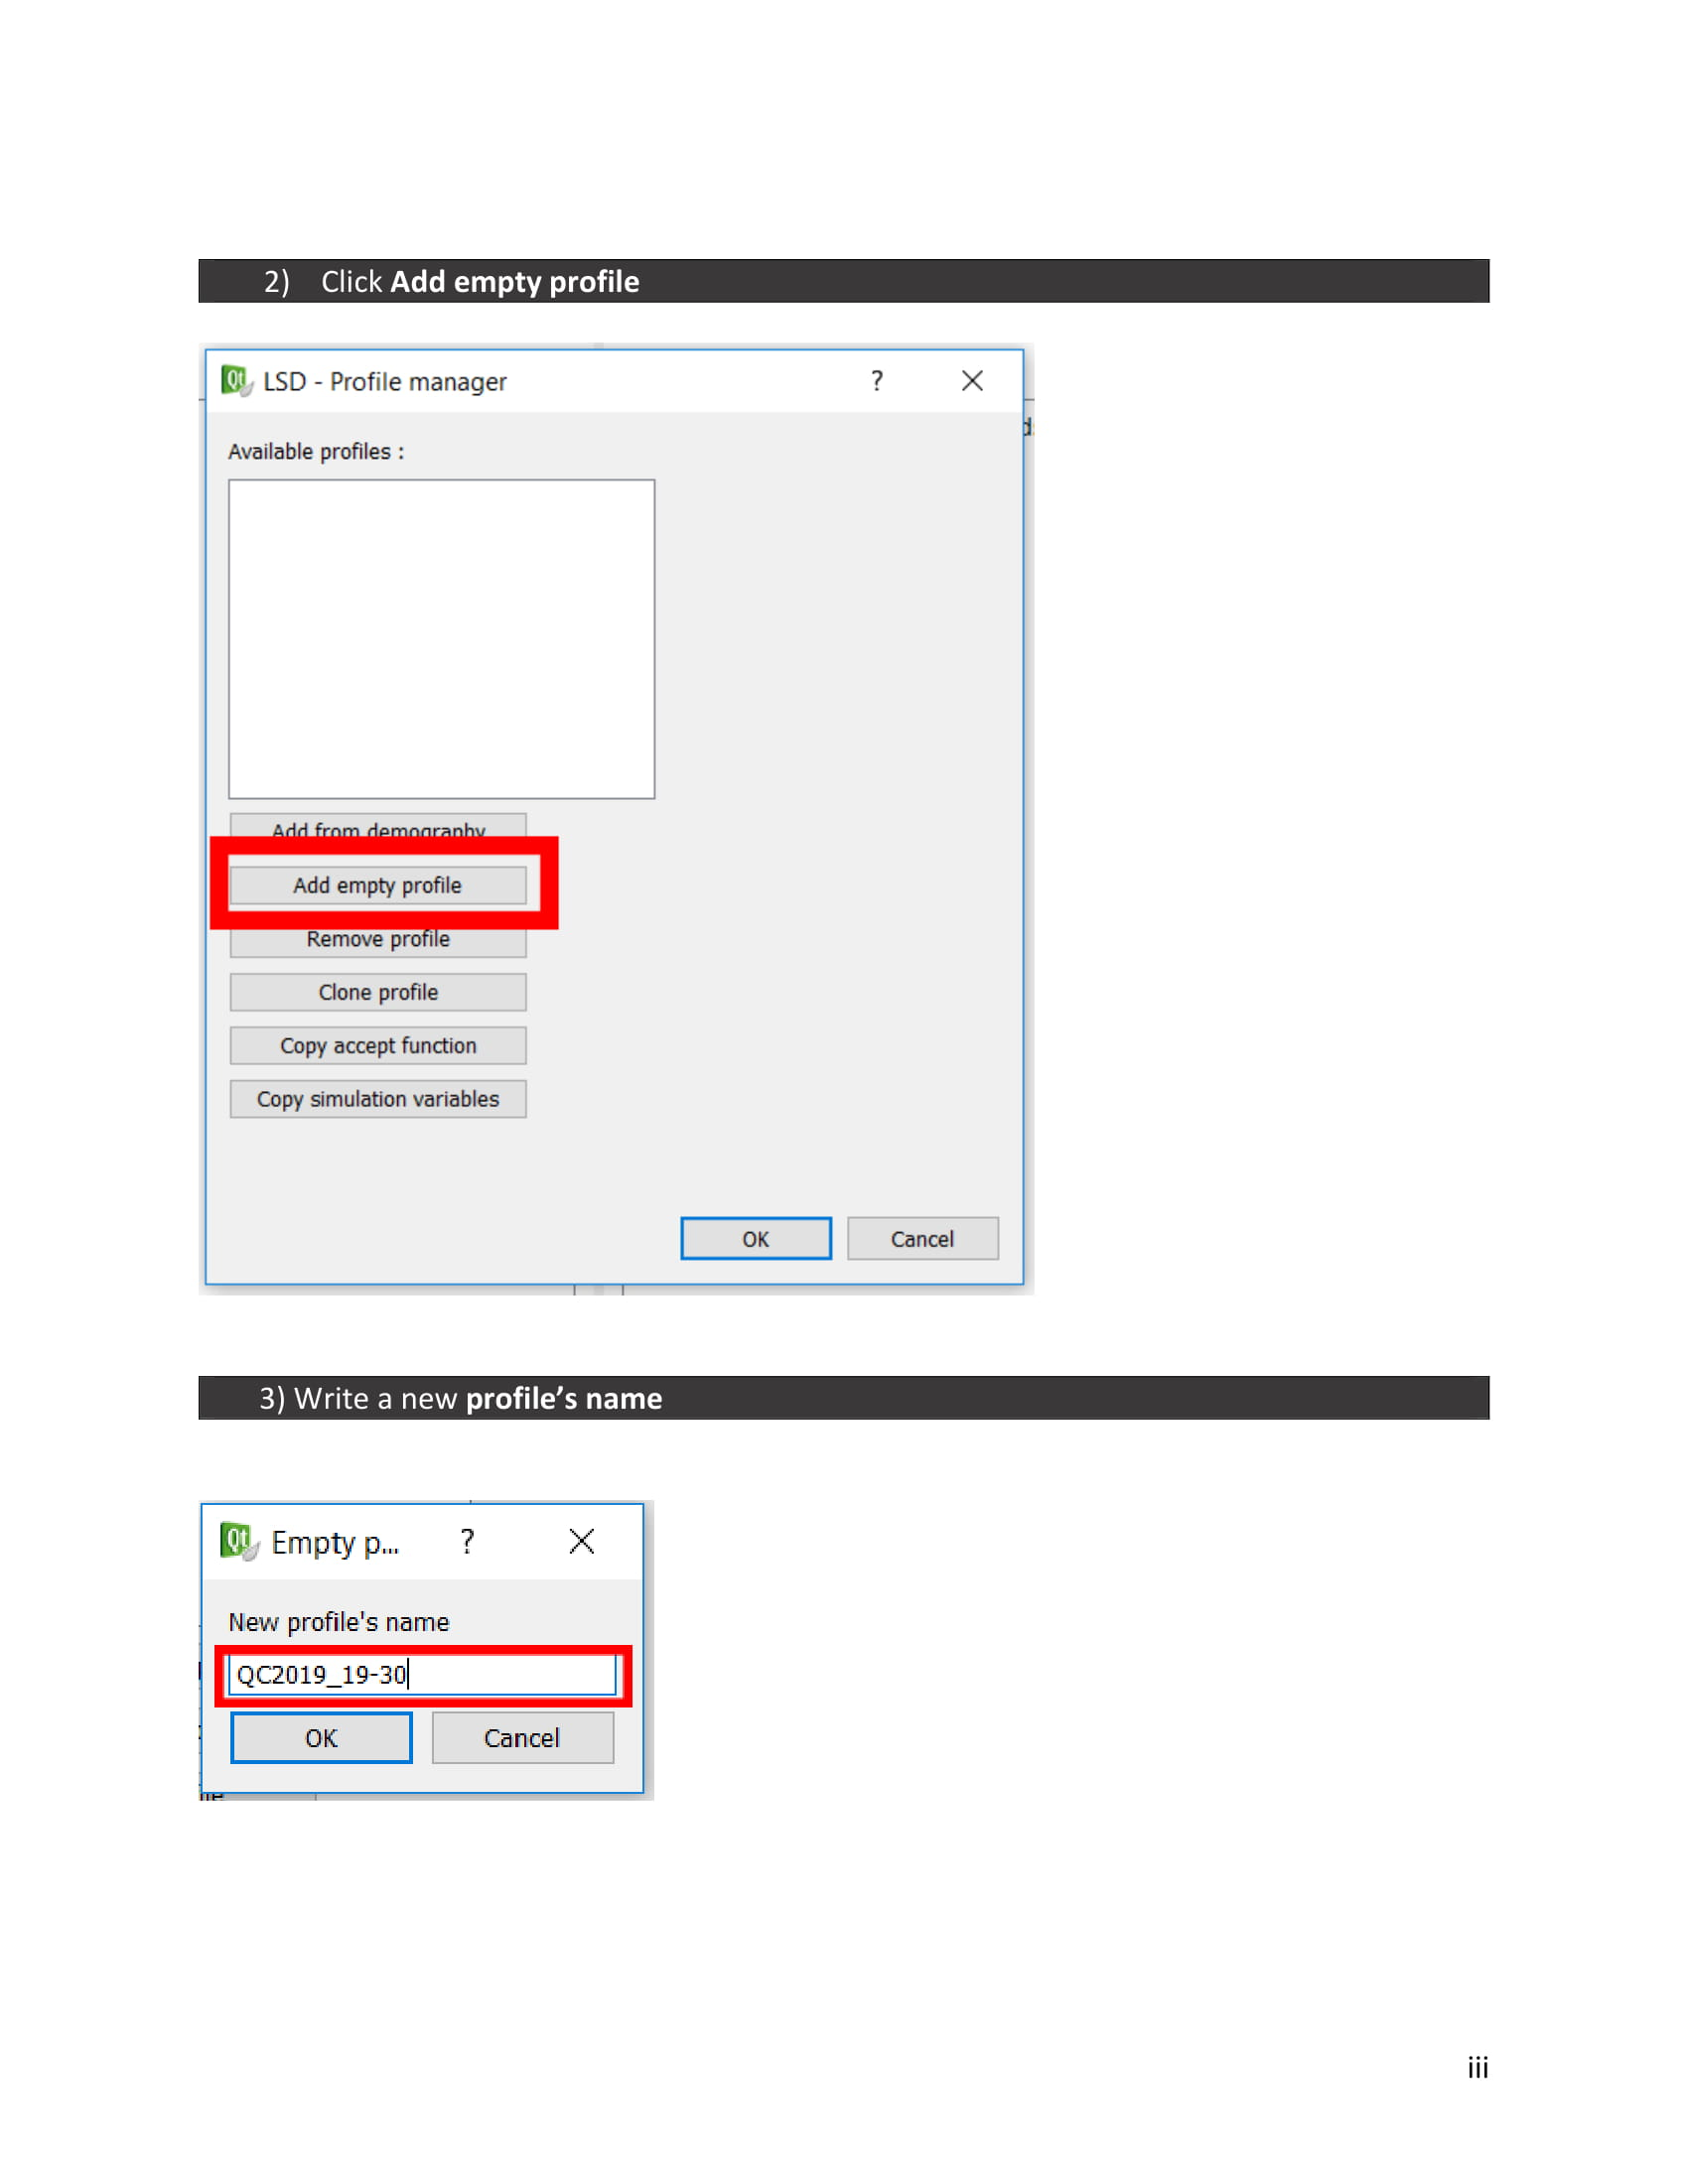 2) Click Add empty profile
Qt LSD - Profile manager ?
d
Available profiles :
Add from demography
Add empty profile
Remove profile
Clone profile
Copy accept function
Copy simulation variables
OK Cancel
3) Write a new profile’s name
Qt Empty p... ?
New profile's name
QC2019_19-30
OK Cancel
iii